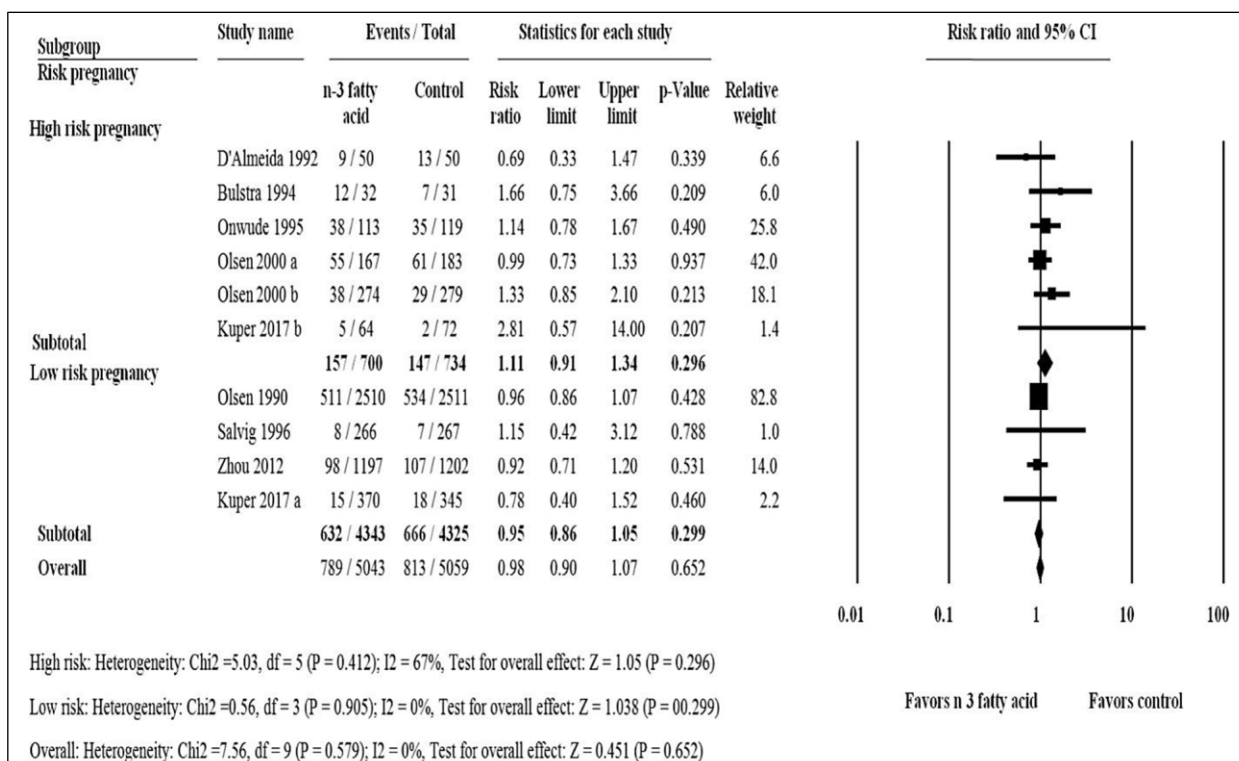 Subgroup Study name Events / Total Statistics for each study Risk ratio and 95% CI
Risk pregnancy
n-3 fatty acid Control Risk ratio Lower limit Upper limit p-Value Relative weight
High risk pregnancy
D'Almeida 1992 9 / 50 13 / 50 0.69 0.33 1.47 0.339 6.6
Bulstra 1994 12 / 32 7 / 31 1.66 0.75 3.66 0.209 6.0
Onwude 1995 38 / 113 35 / 119 1.14 0.78 1.67 0.490 25.8
Olsen 2000 a 55 / 167 61 / 183 0.99 0.73 1.33 0.937 42.0
Olsen 2000 b 38 / 274 29 / 279 1.33 0.85 2.10 0.213 18.1
Kuper 2017 b 5 / 64 2 / 72 2.81 0.57 14.00 0.207 1.4
Subtotal 157 / 700 147 / 734 1.11 0.91 1.34 0.296
Low risk pregnancy
Olsen 1990 511 / 2510 534 / 2511 0.96 0.86 1.07 0.428 82.8
Salvig 1996 8 / 266 7 / 267 1.15 0.42 3.12 0.788 1.0
Zhou 2012 98 / 1197 107 / 1202 0.92 0.71 1.20 0.531 14.0
Kuper 2017 a 15 / 370 18 / 345 0.78 0.40 1.52 0.460 2.2
Subtotal 632 / 4343 666 / 4325 0.95 0.86 1.05 0.299
Overall 789 / 5043 813 / 5059 0.98 0.90 1.07 0.652
0.01 0.1 1 10 100
High risk: Heterogeneity: Chi2 =5.03, df = 5 (P = 0.412); I2 = 67%, Test for overall effect: Z = 1.05 (P = 0.296)
Low risk: Heterogeneity: Chi2 =0.56, df = 3 (P = 0.905); I2 = 0%, Test for overall effect: Z = 1.038 (P = 00.299)
Favors n 3 fatty acid Favors control
Overall: Heterogeneity: Chi2 =7.56, df = 9 (P = 0.579); I2 = 0%, Test for overall effect: Z = 0.451 (P = 0.652)